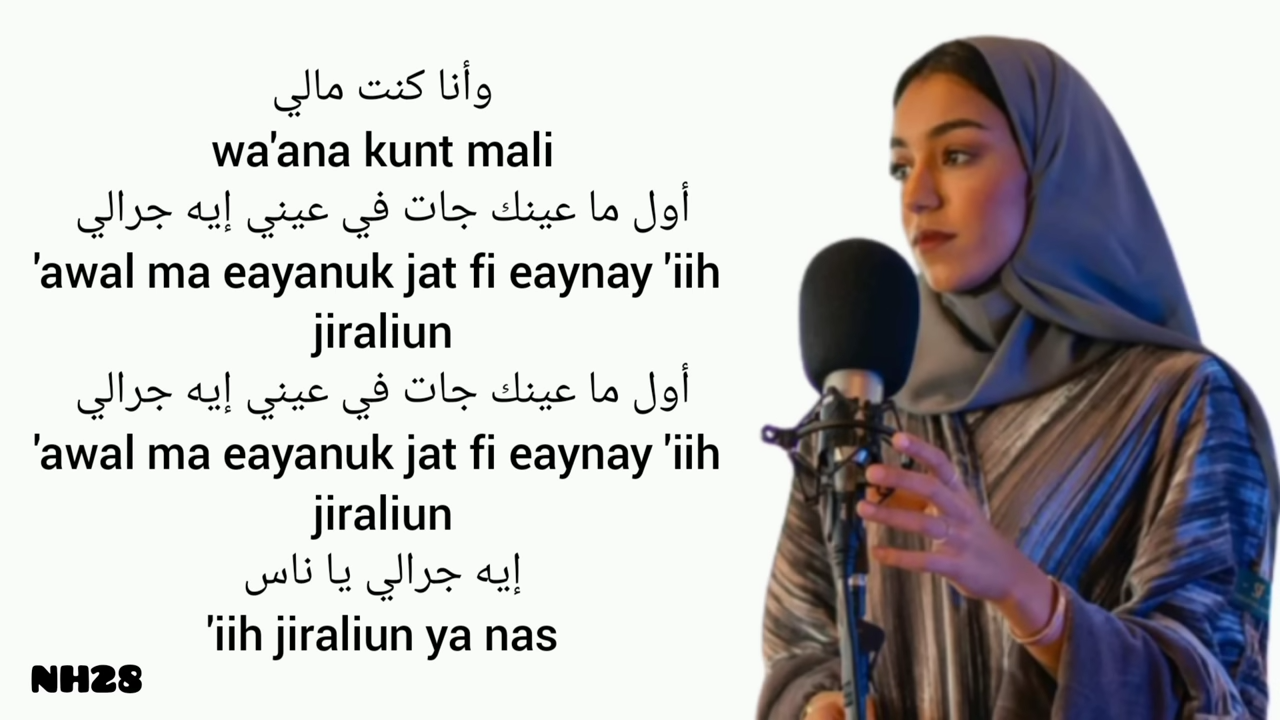 وأنا كنت مالي
wa'ana kunt mali
أول ما عينك جات في عيني إيه جرالي
'awal ma eayanuk jat fi eaynay 'iih
jiraliun
أول ما عينك جات في عيني إيه جرالي
'awal ma eayanuk jat fi eaynay 'iih
jiraliun
إيه جرالي يا ناس
'iih jiraliun ya nas
NH28